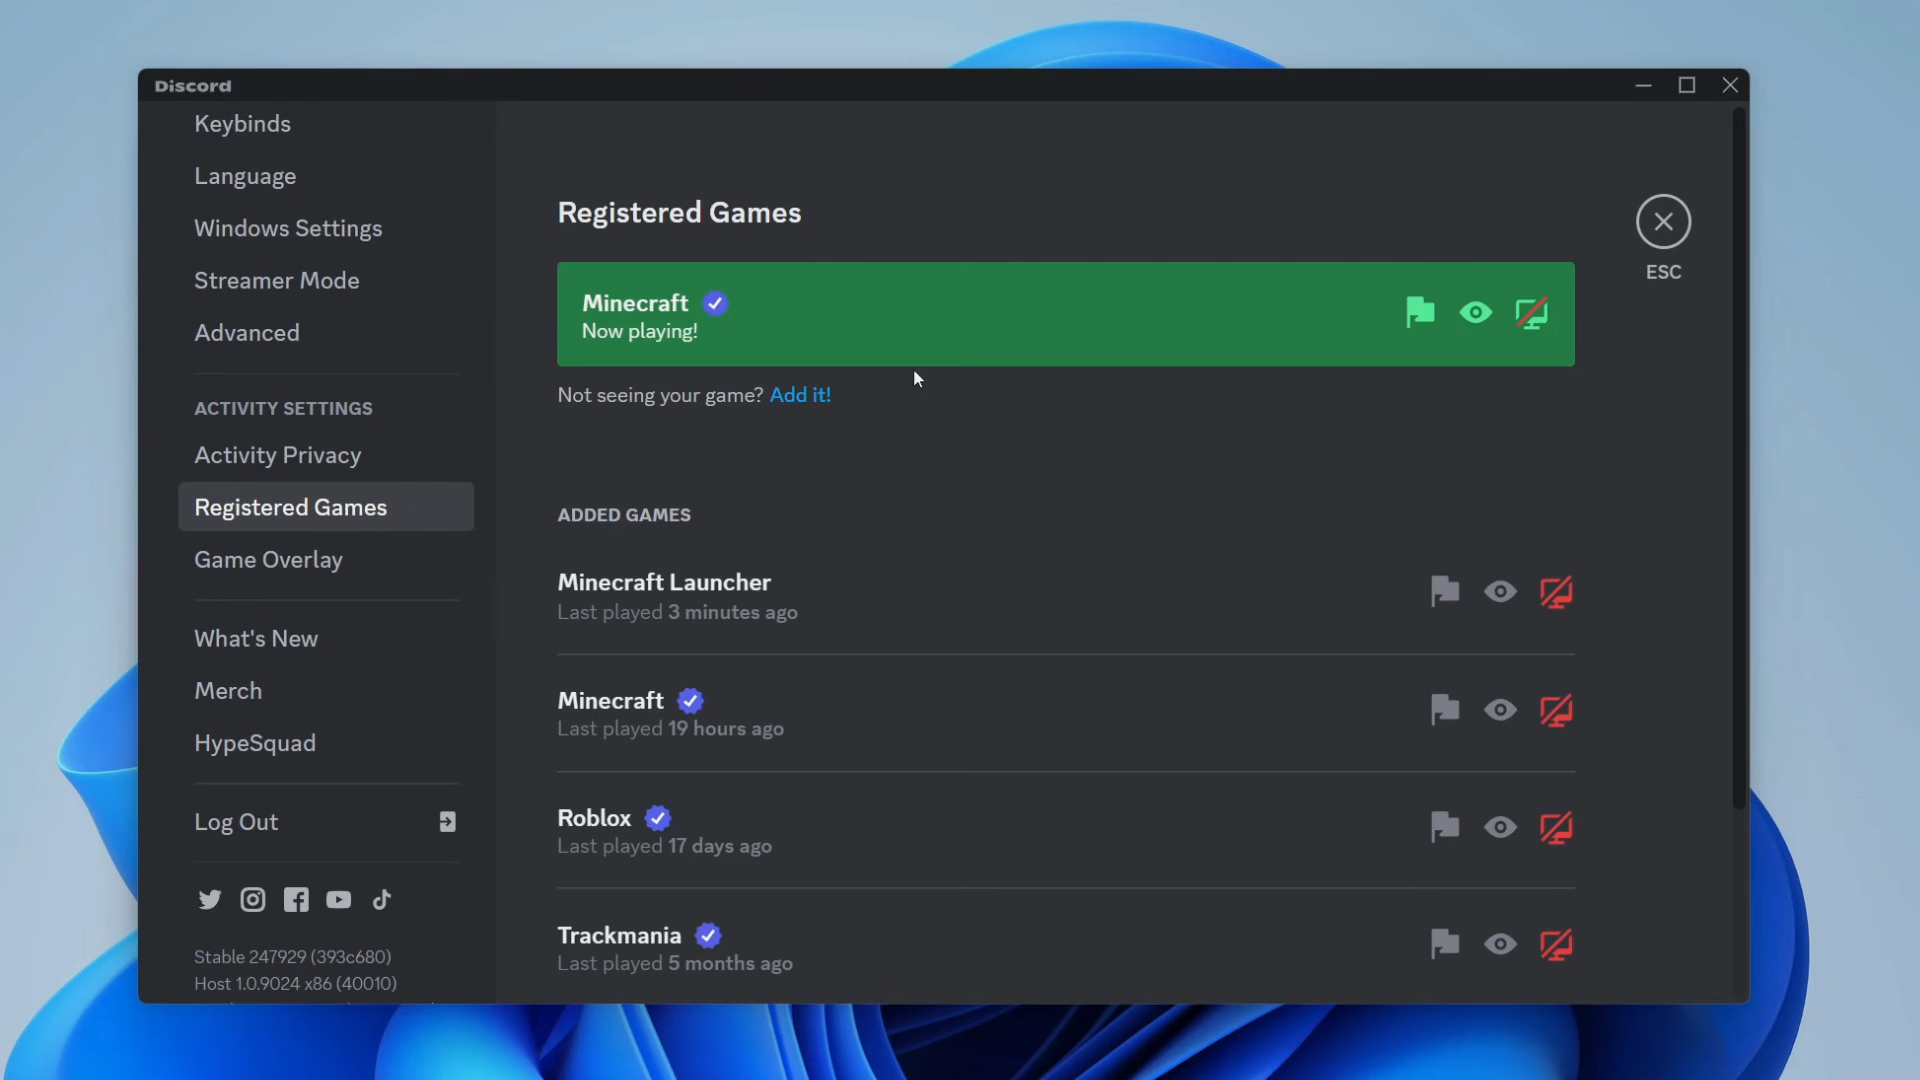 Discord
Keybinds
Language
Windows Settings
Streamer Mode
Advanced
ACTIVITY SETTINGS
Activity Privacy
Registered Games
Game Overlay
What's New
Merch
HypeSquad
Log Out
Stable 247929 (393c680)
Host 1.0.9024 x86 (40010)
Registered Games
ESC
Minecraft
Now playing!
Not seeing your game? Add it!
ADDED GAMES
Minecraft Launcher
Last played 3 minutes ago
Minecraft
Last played 19 hours ago
Roblox
Last played 17 days ago
Trackmania
Last played 5 months ago